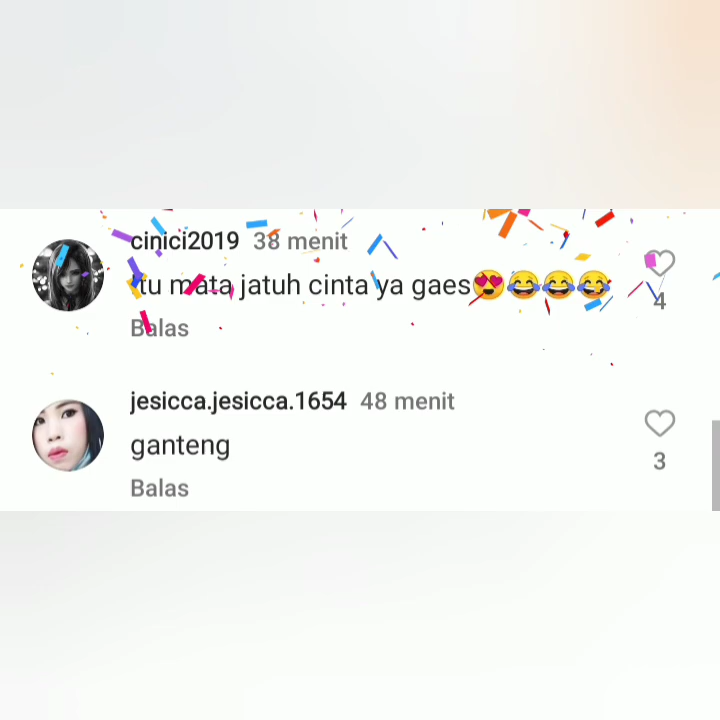 cinici2019 38 menit
Itu mata jatuh cinta ya gaes😍😂😂😂
4
Balas
jesicca.jesicca.1654 48 menit
ganteng
3
Balas